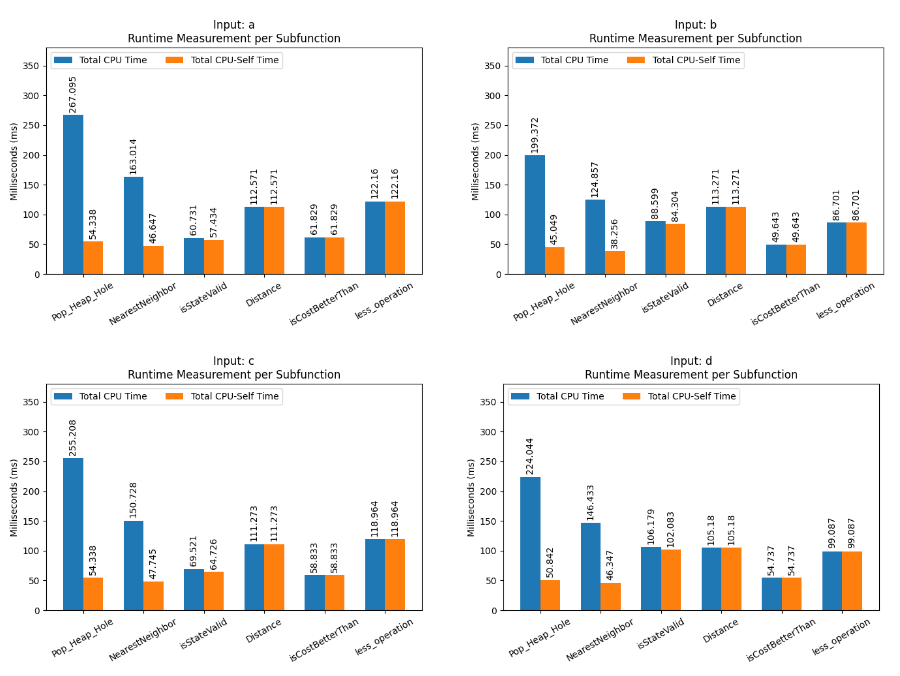 Input: a
Runtime Measurement per Subfunction
Total CPU Time
Total CPU-Self Time
Milliseconds (ms)
350
300
250
200
150
100
50
0
267.095
54.338
163.014
46.647
60.731
57.434
112.571
112.571
61.829
61.829
122.16
122.16
Pop_Heap_Hole
NearestNeighbor
isStateValid
Distance
isCostBetterThan
less_operation
Input: b
Runtime Measurement per Subfunction
Total CPU Time
Total CPU-Self Time
Milliseconds (ms)
350
300
250
200
150
100
50
0
199.372
45.049
124.857
38.256
88.599
84.304
113.271
113.271
49.643
49.643
86.701
86.701
Pop_Heap_Hole
NearestNeighbor
isStateValid
Distance
isCostBetterThan
less_operation
Input: c
Runtime Measurement per Subfunction
Total CPU Time
Total CPU-Self Time
Milliseconds (ms)
350
300
250
200
150
100
50
0
255.208
54.338
150.728
47.745
69.521
64.726
111.273
111.273
58.833
58.833
118.964
118.964
Pop_Heap_Hole
NearestNeighbor
isStateValid
Distance
isCostBetterThan
less_operation
Input: d
Runtime Measurement per Subfunction
Total CPU Time
Total CPU-Self Time
Milliseconds (ms)
350
300
250
200
150
100
50
0
224.044
50.842
146.433
46.347
106.179
102.083
105.18
105.18
54.737
54.737
99.087
99.087
Pop_Heap_Hole
NearestNeighbor
isStateValid
Distance
isCostBetterThan
less_operation